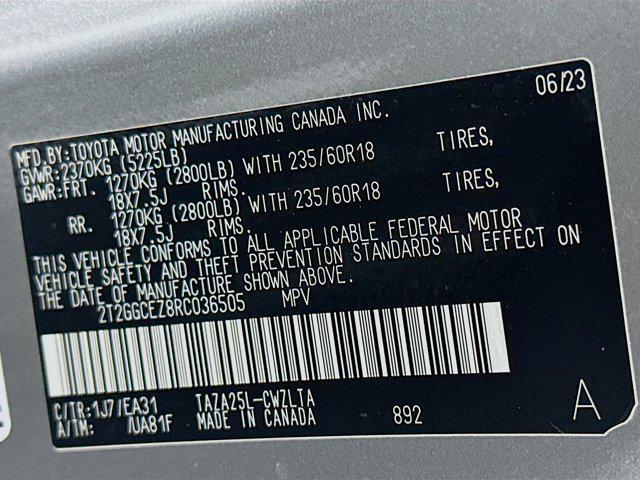 06/23
MFD.BY:TOYOTA MOTOR MANUFACTURING CANADA INC.
GVWR:2370KG (5225LB)
GAWR:FRT. 1270KG (2800LB) WITH 235/60R18 TIRES,
18X7.5J RIMS.
RR. 1270KG (2800LB) WITH 235/60R18 TIRES,
18X7.5J RIMS.
THIS VEHICLE CONFORMS TO ALL APPLICABLE FEDERAL MOTOR
VEHICLE SAFETY AND THEFT PREVENTION STANDARDS IN EFFECT ON
THE DATE OF MANUFACTURE SHOWN ABOVE.
2T2GGCEZ8RC036505 MPV
C/TR:1J7/EA31 TAZA25L-CWZLTA
A/TM: /UA81F MADE IN CANADA 892 A